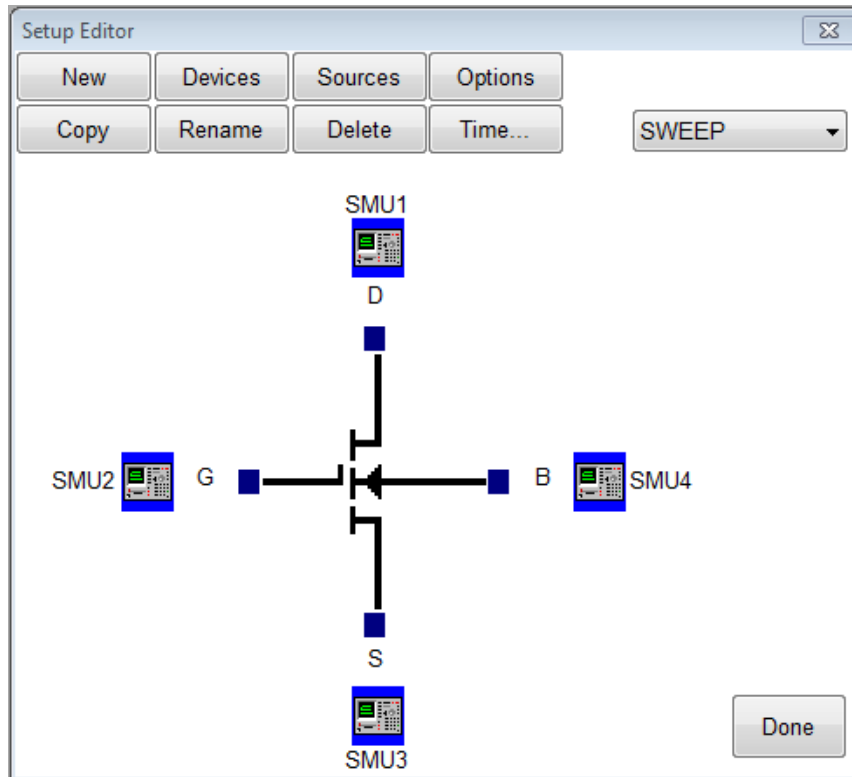 Setup Editor
New Devices Sources Options
Copy Rename Delete Time... SWEEP
SMU1
D
SMU2 G B SMU4
S
SMU3
Done